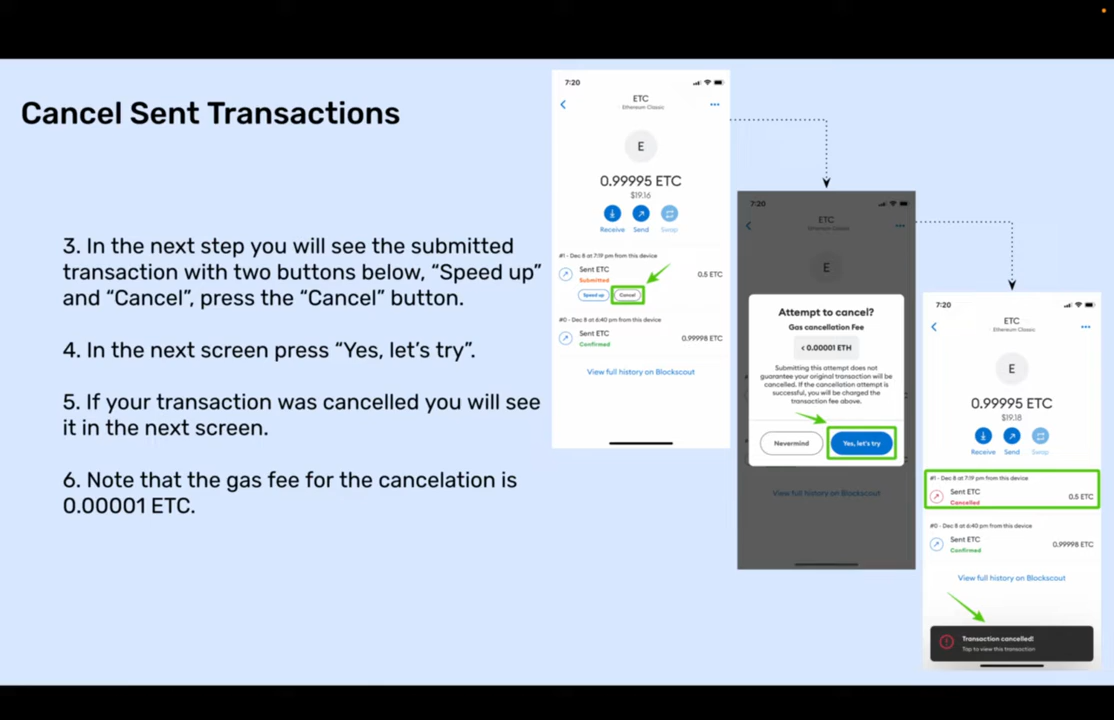 Cancel Sent Transactions
3. In the next step you will see the submitted
transaction with two buttons below, “Speed up”
and “Cancel”, press the “Cancel” button.
4. In the next screen press “Yes, let’s try”.
5. If your transaction was cancelled you will see
it in the next screen.
6. Note that the gas fee for the cancelation is
0.00001 ETC.
7:20
ETC
Ethereum Classic
E
0.99995 ETC
$19.16
Receive Send Swap
#1 - Dec 8 at 7:19 pm from this device
Sent ETC
0.5 ETC
Submitted
Speed up Cancel
#0 - Dec 8 at 6:40 pm from this device
Sent ETC
0.99998 ETC
Confirmed
View full history on Blockscout
7:20
ETC
Ethereum Classic
E
Attempt to cancel?
Gas cancellation Fee
< 0.00001 ETH
Submitting this attempt does not
guarantee your original transaction will be
cancelled. If the cancellation attempt is
successful, you will be charged the
transaction fee above.
Nevermind Yes, let's try
View full history on Blockscout
7:20
ETC
Ethereum Classic
E
0.99995 ETC
$19.18
Receive Send Swap
#1 - Dec 8 at 7:19 pm from this device
Sent ETC
0.5 ETC
Cancelled
#0 - Dec 8 at 6:40 pm from this device
Sent ETC
0.99998 ETC
Confirmed
View full history on Blockscout
Transaction cancelled!
Tap to view this transaction